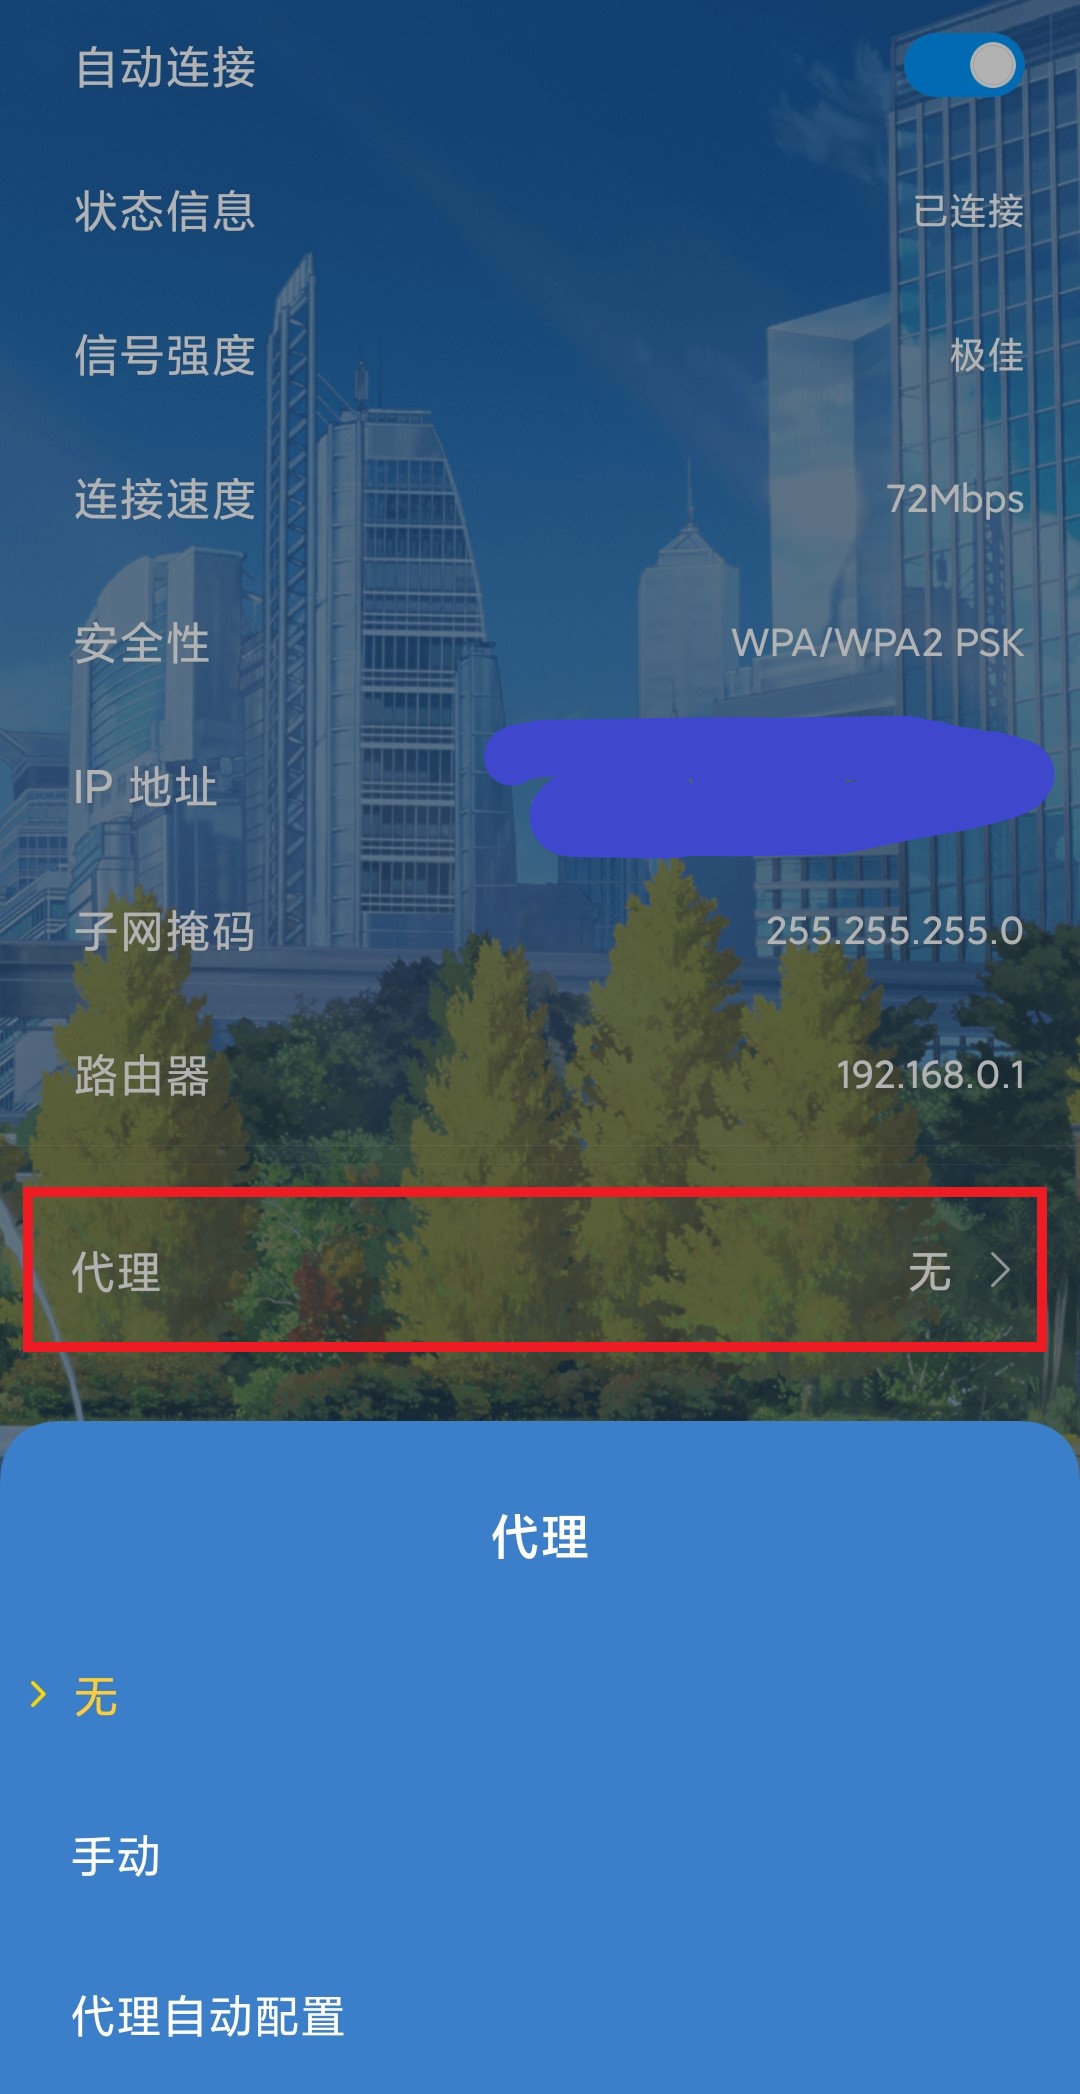 自动连接
状态信息 已连接
信号强度 极佳
连接速度 72Mbps
安全性 WPA/WPA2 PSK
IP 地址
子网掩码 255.255.255.0
路由器 192.168.0.1
代理 无
代理
无
手动
代理自动配置